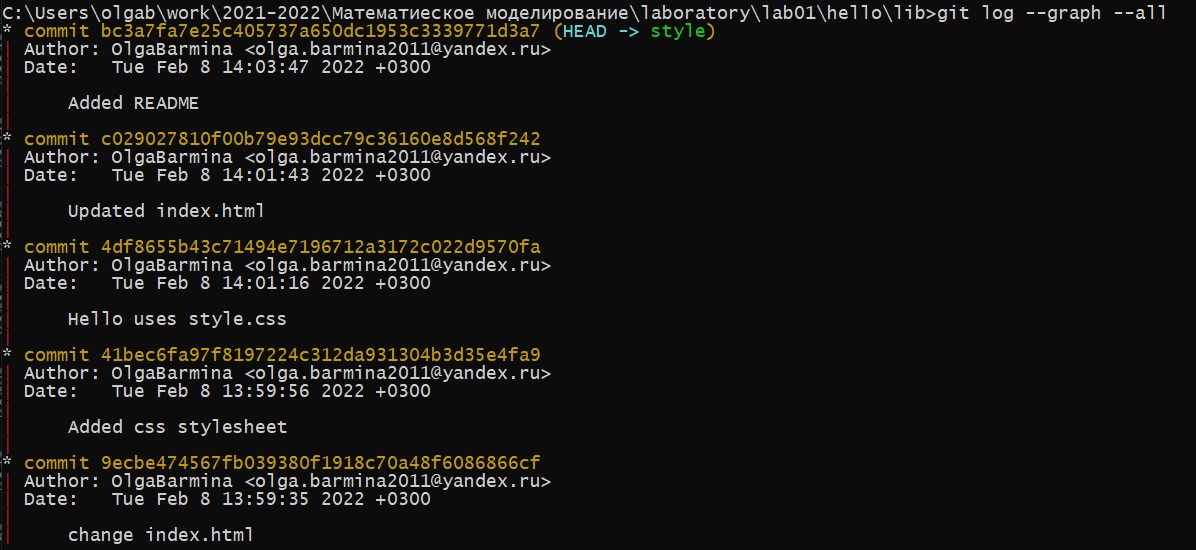 C:\Users\olgab\work\2021-2022\Математиеское моделирование\laboratory\lab01\hello\lib>git log --graph --all
* commit bc3a7fa7e25c405737a650dc1953c3339771d3a7 (HEAD -> style)
| Author: OlgaBarmina <olga.barmina2011@yandex.ru>
| Date:   Tue Feb 8 14:03:47 2022 +0300
|
|     Added README
|
* commit c029027810f00b79e93dcc79c36160e8d568f242
| Author: OlgaBarmina <olga.barmina2011@yandex.ru>
| Date:   Tue Feb 8 14:01:43 2022 +0300
|
|     Updated index.html
|
* commit 4df8655b43c71494e7196712a3172c022d9570fa
| Author: OlgaBarmina <olga.barmina2011@yandex.ru>
| Date:   Tue Feb 8 14:01:16 2022 +0300
|
|     Hello uses style.css
|
* commit 41bec6fa97f8197224c312da931304b3d35e4fa9
| Author: OlgaBarmina <olga.barmina2011@yandex.ru>
| Date:   Tue Feb 8 13:59:56 2022 +0300
|
|     Added css stylesheet
|
* commit 9ecbe474567fb039380f1918c70a48f6086866cf
| Author: OlgaBarmina <olga.barmina2011@yandex.ru>
| Date:   Tue Feb 8 13:59:35 2022 +0300
|
|     change index.html